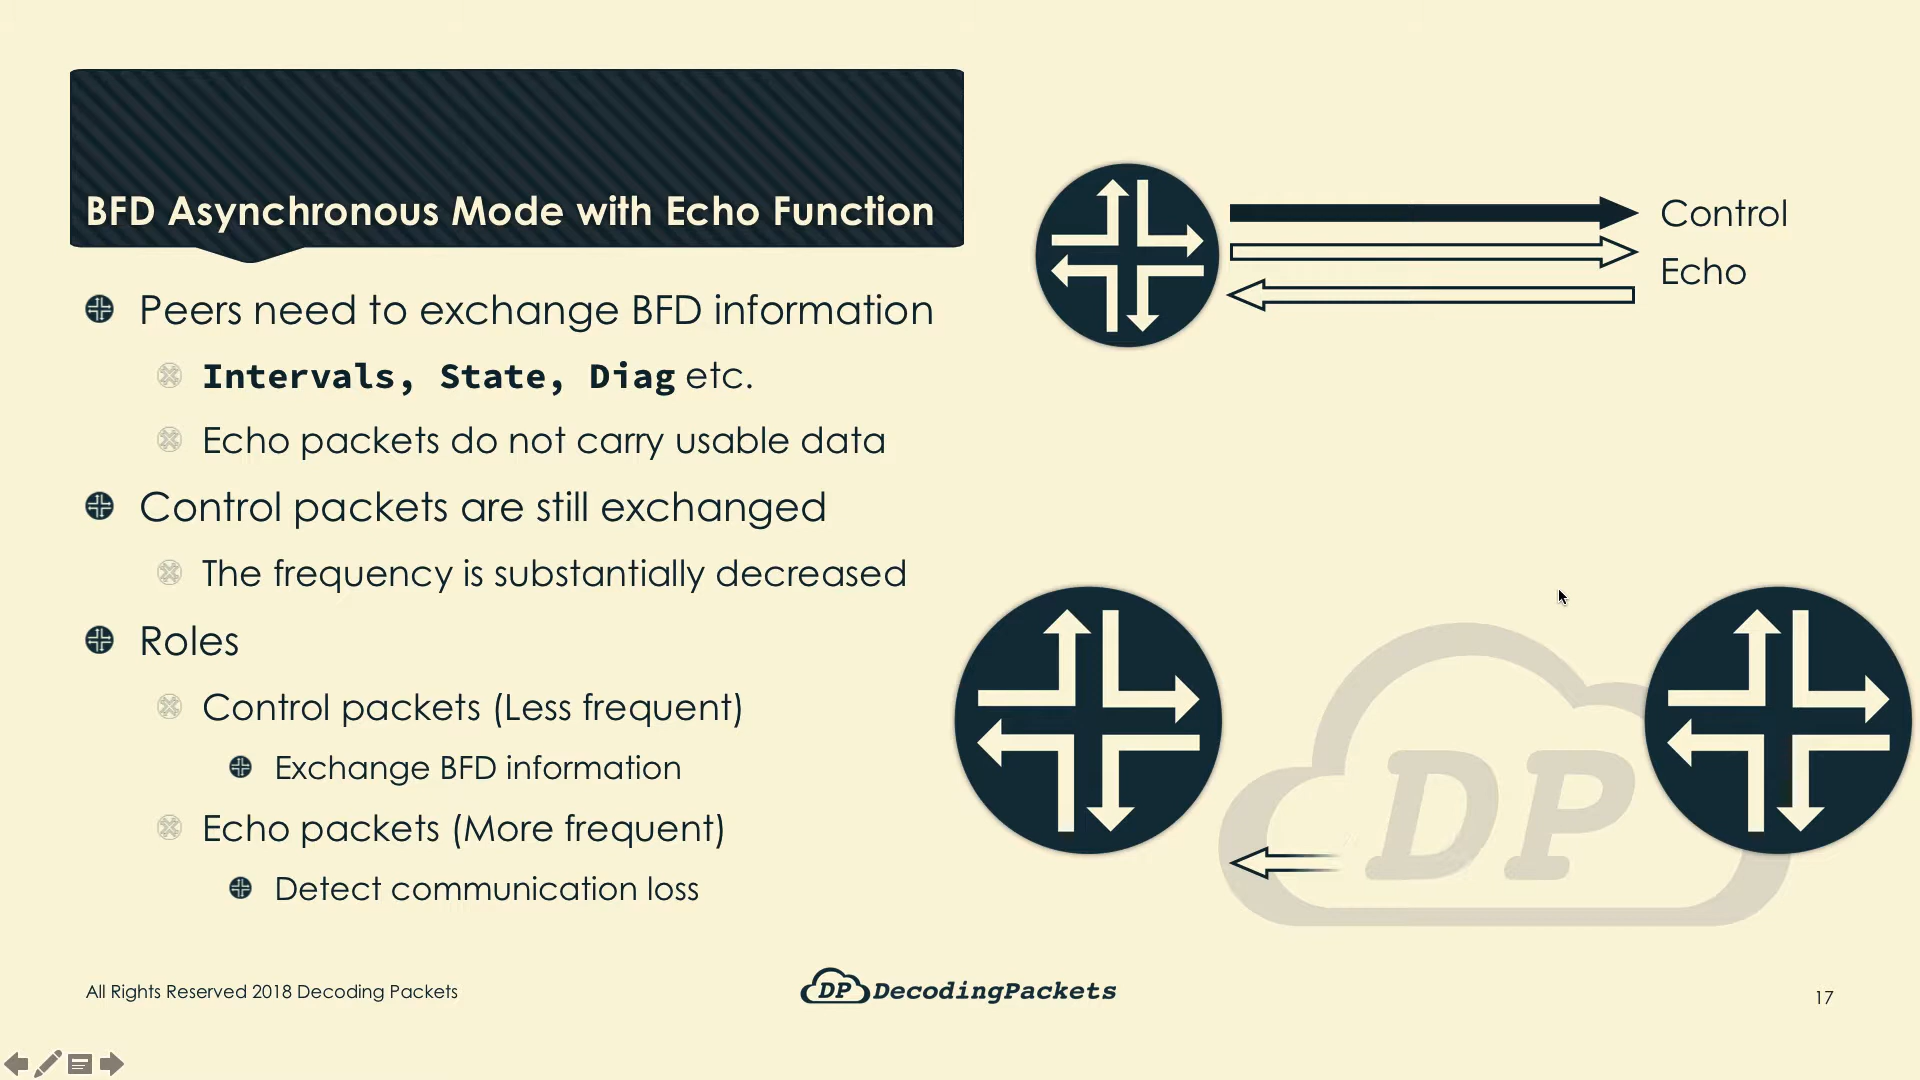 BFD Asynchronous Mode with Echo Function
Peers need to exchange BFD information
Intervals, State, Diag etc.
Echo packets do not carry usable data
Control packets are still exchanged
The frequency is substantially decreased
Roles
Control packets (Less frequent)
Exchange BFD information
Echo packets (More frequent)
Detect communication loss
Control
Echo
DP
All Rights Reserved 2018 Decoding Packets
DP DecodingPackets
17